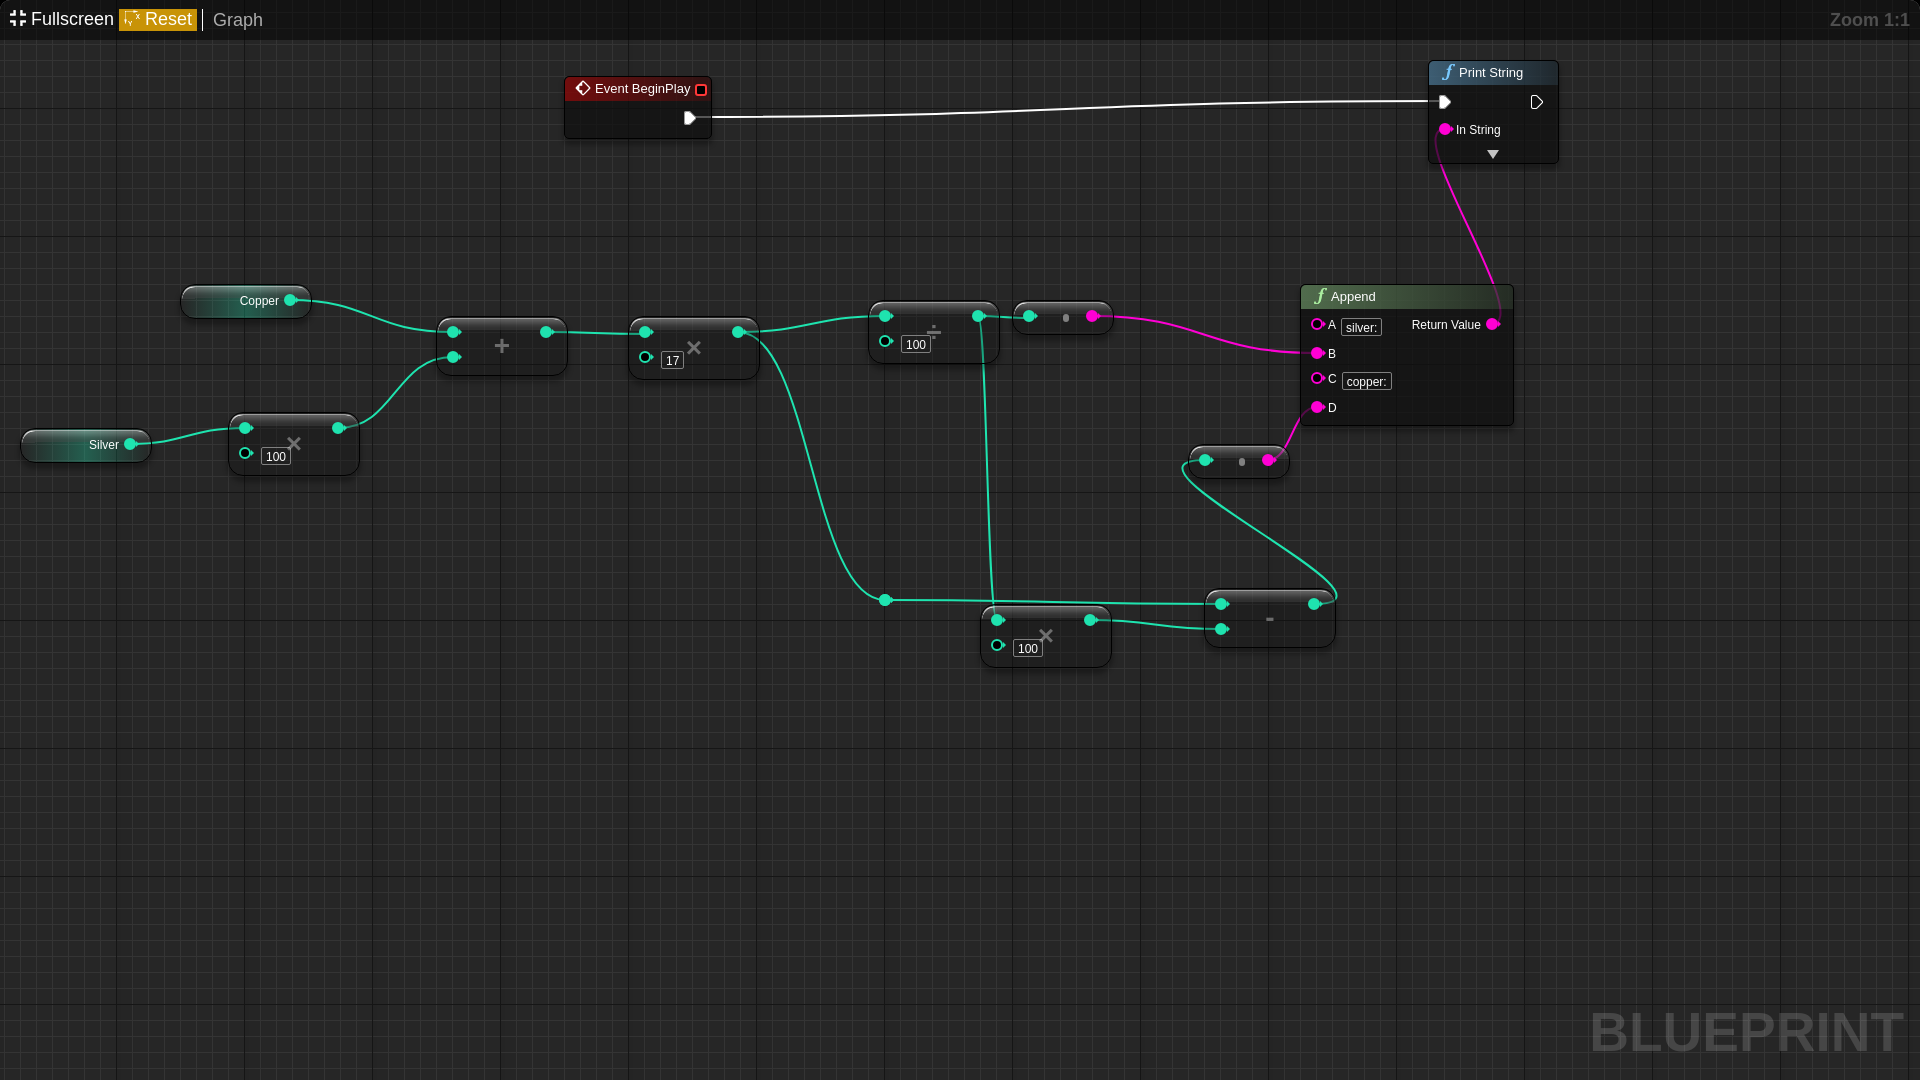 Fullscreen Reset Graph Zoom 1:1
Print String
Event BeginPlay
In String
Append
Copper
A silver: Return Value
+
÷
×
100
B
17
C copper:
D
Silver
×
100
-
×
100
BLUEPRINT